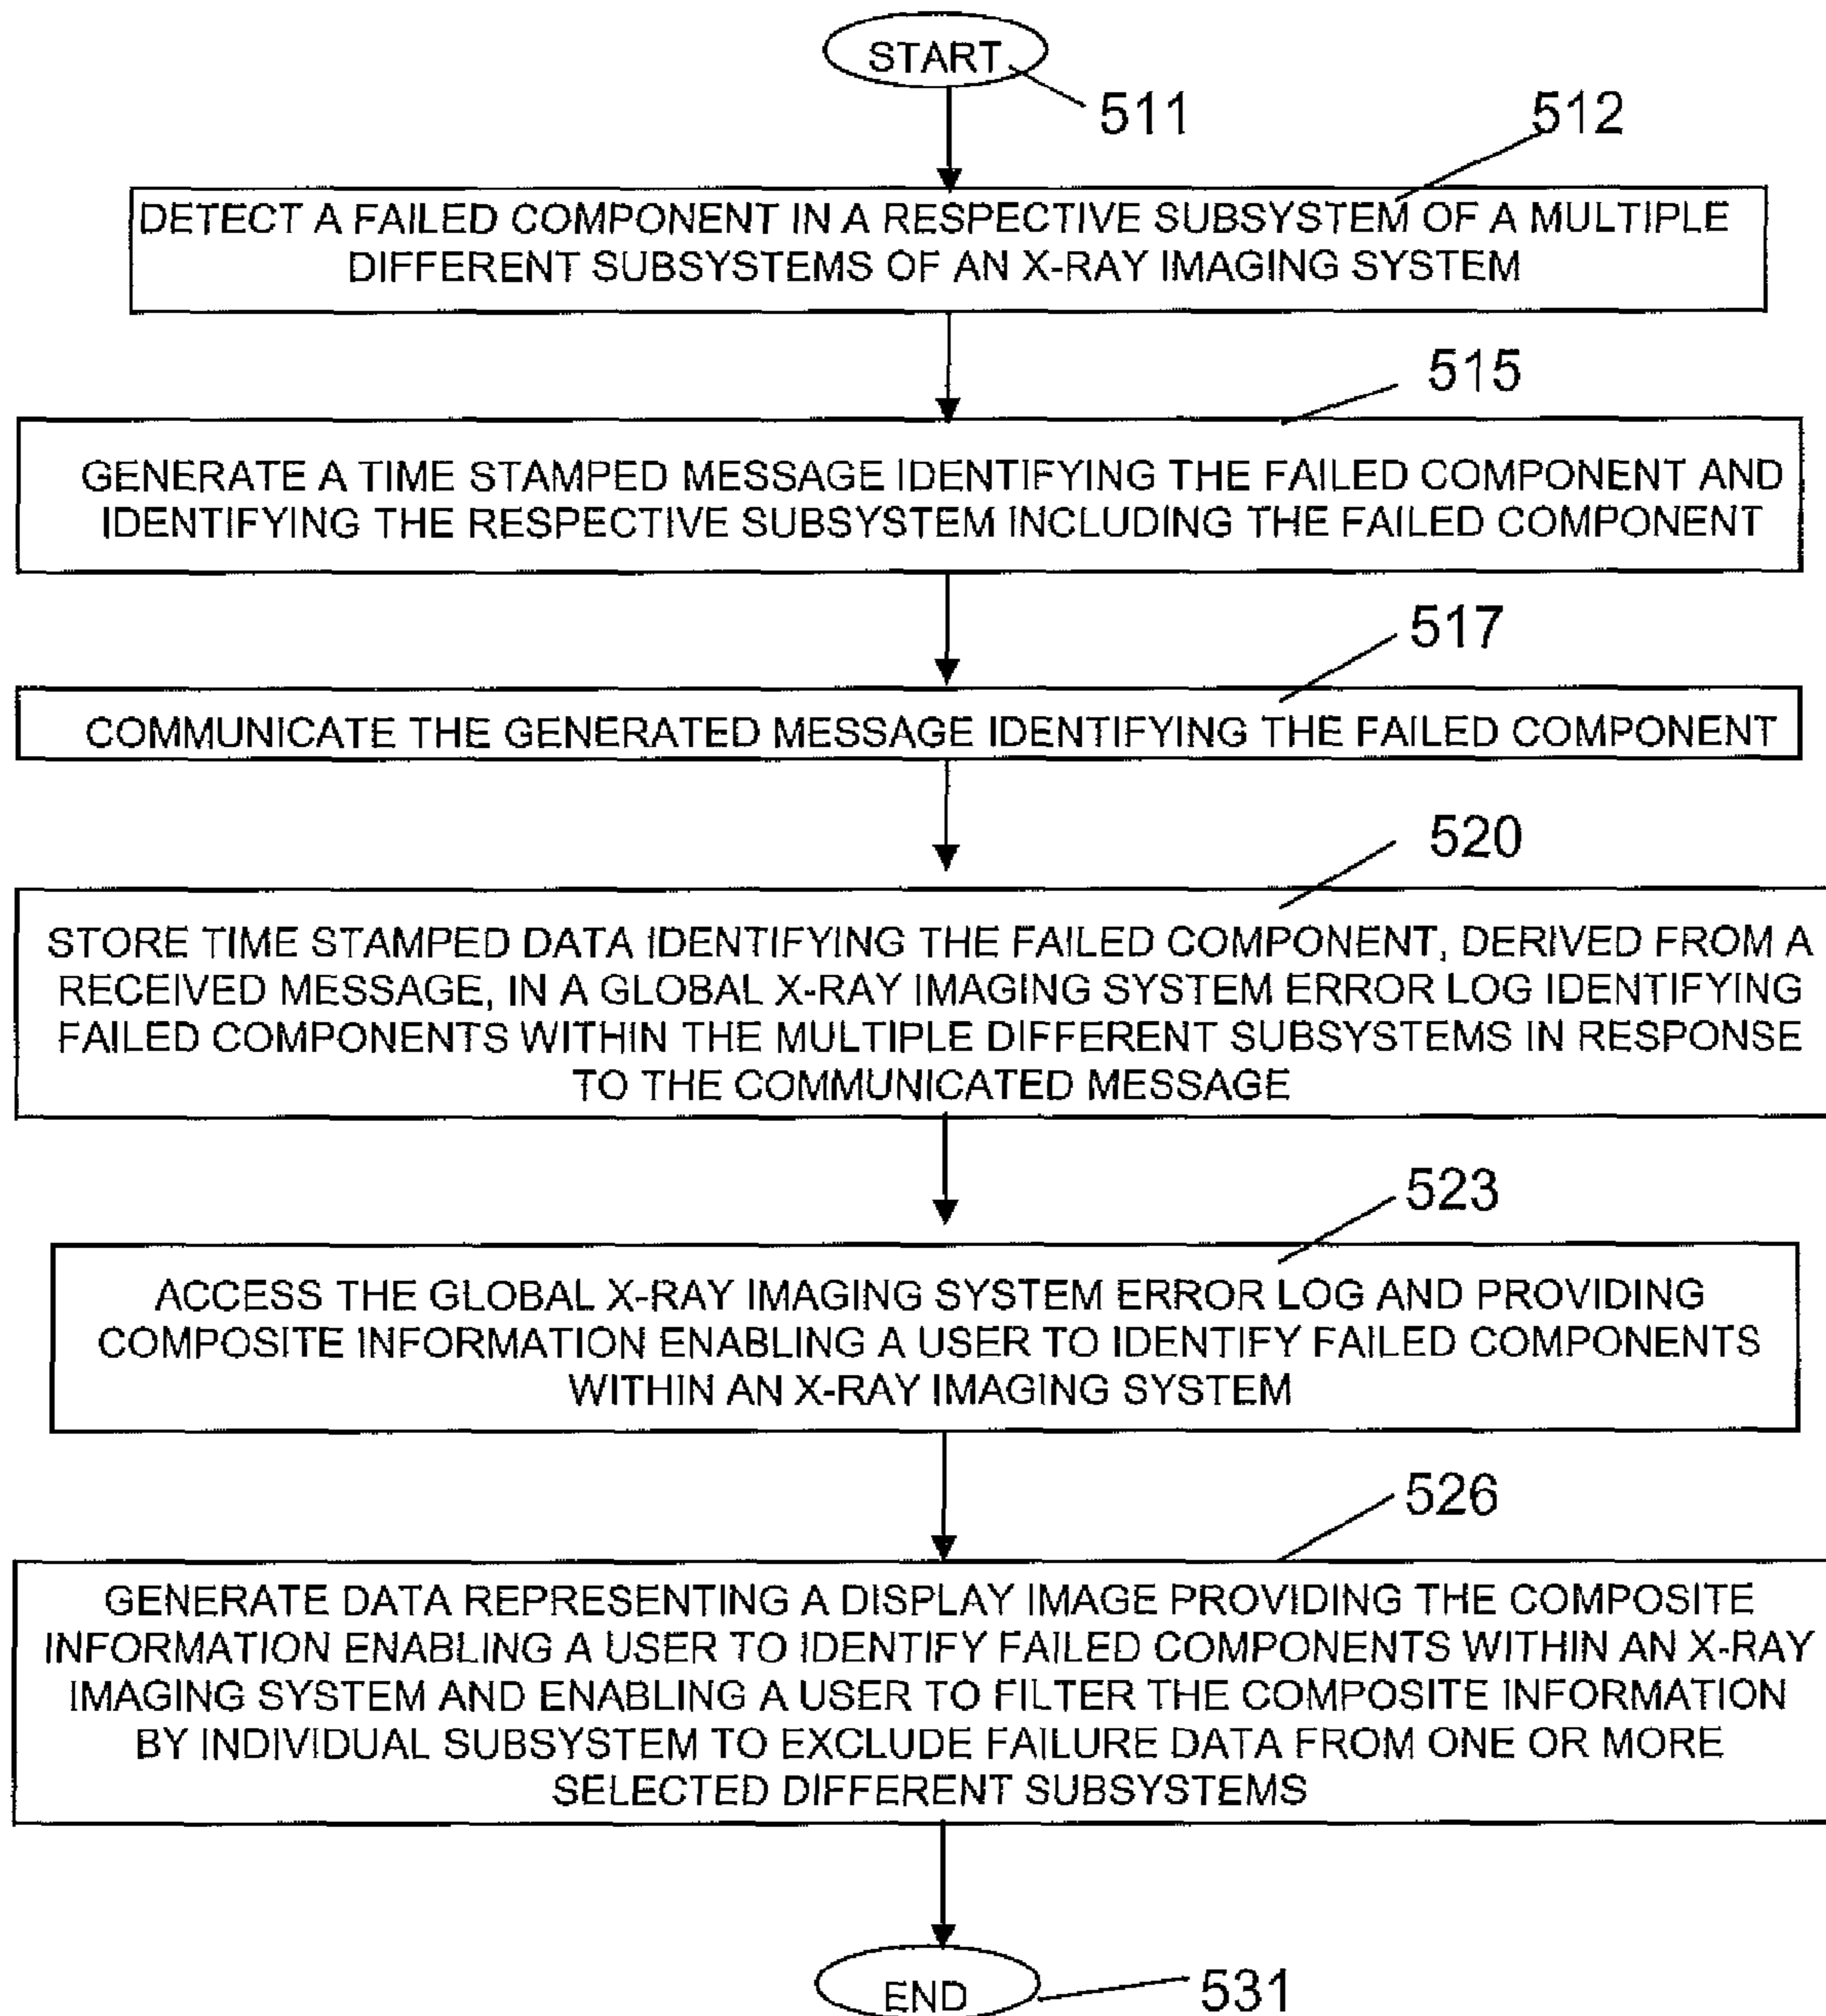 START
511
512
DETECT A FAILED COMPONENT IN A RESPECTIVE SUBSYSTEM OF A MULTIPLE
DIFFERENT SUBSYSTEMS OF AN X-RAY IMAGING SYSTEM
515
GENERATE A TIME STAMPED MESSAGE IDENTIFYING THE FAILED COMPONENT AND
IDENTIFYING THE RESPECTIVE SUBSYSTEM INCLUDING THE FAILED COMPONENT
517
COMMUNICATE THE GENERATED MESSAGE IDENTIFYING THE FAILED COMPONENT
520
STORE TIME STAMPED DATA IDENTIFYING THE FAILED COMPONENT, DERIVED FROM A
RECEIVED MESSAGE, IN A GLOBAL X-RAY IMAGING SYSTEM ERROR LOG IDENTIFYING
FAILED COMPONENTS WITHIN THE MULTIPLE DIFFERENT SUBSYSTEMS IN RESPONSE
TO THE COMMUNICATED MESSAGE
523
ACCESS THE GLOBAL X-RAY IMAGING SYSTEM ERROR LOG AND PROVIDING
COMPOSITE INFORMATION ENABLING A USER TO IDENTIFY FAILED COMPONENTS
WITHIN AN X-RAY IMAGING SYSTEM
526
GENERATE DATA REPRESENTING A DISPLAY IMAGE PROVIDING THE COMPOSITE
INFORMATION ENABLING A USER TO IDENTIFY FAILED COMPONENTS WITHIN AN X-RAY
IMAGING SYSTEM AND ENABLING A USER TO FILTER THE COMPOSITE INFORMATION
BY INDIVIDUAL SUBSYSTEM TO EXCLUDE FAILURE DATA FROM ONE OR MORE
SELECTED DIFFERENT SUBSYSTEMS
END
531